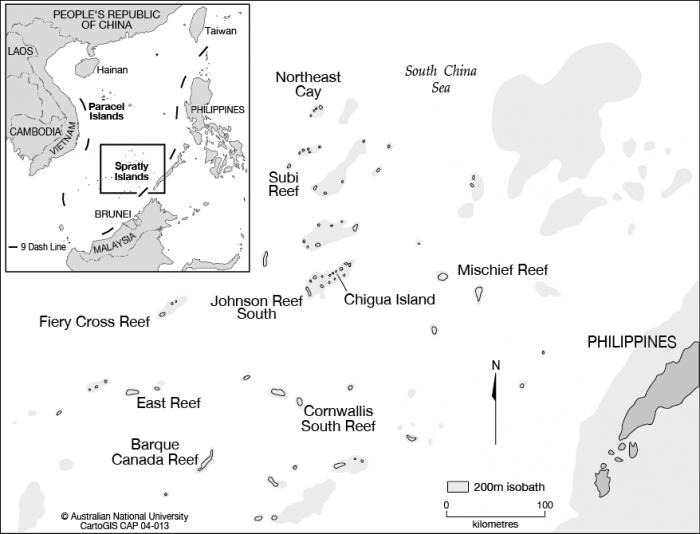 PEOPLE'S REPUBLIC
OF CHINA
Taiwan
LAOS
Hainan
Paracel
Islands
PHILIPPINES
CAMBODIA
VIETNAM
Spratly
Islands
BRUNEI
MALAYSIA
9 Dash Line
South China
Sea
Northeast
Cay
Subi
Reef
Mischief Reef
Johnson Reef
South
Chigua Island
Fiery Cross Reef
PHILIPPINES
N
East Reef
Cornwallis
South Reef
Barque
Canada Reef
200m isobath
0
100
kilometres
© Australian National University
CartoGIS CAP 04-013